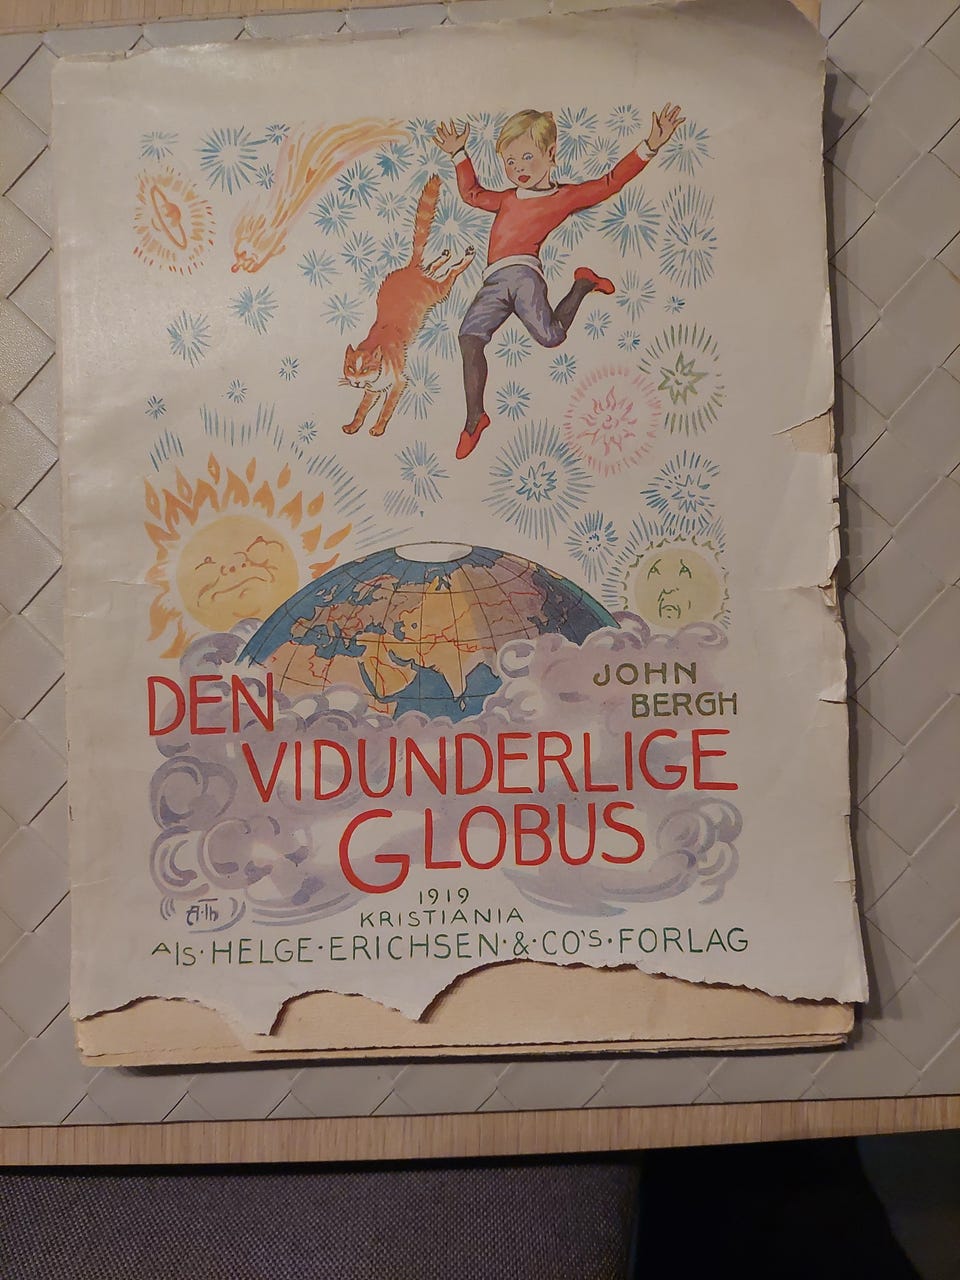 JOHN
BERGH
DEN
VIDUNDERLIGE
GLOBUS
1919
KRISTIANIA
A/S·HELGE·ERICHSEN·&·CO'S·FORLAG